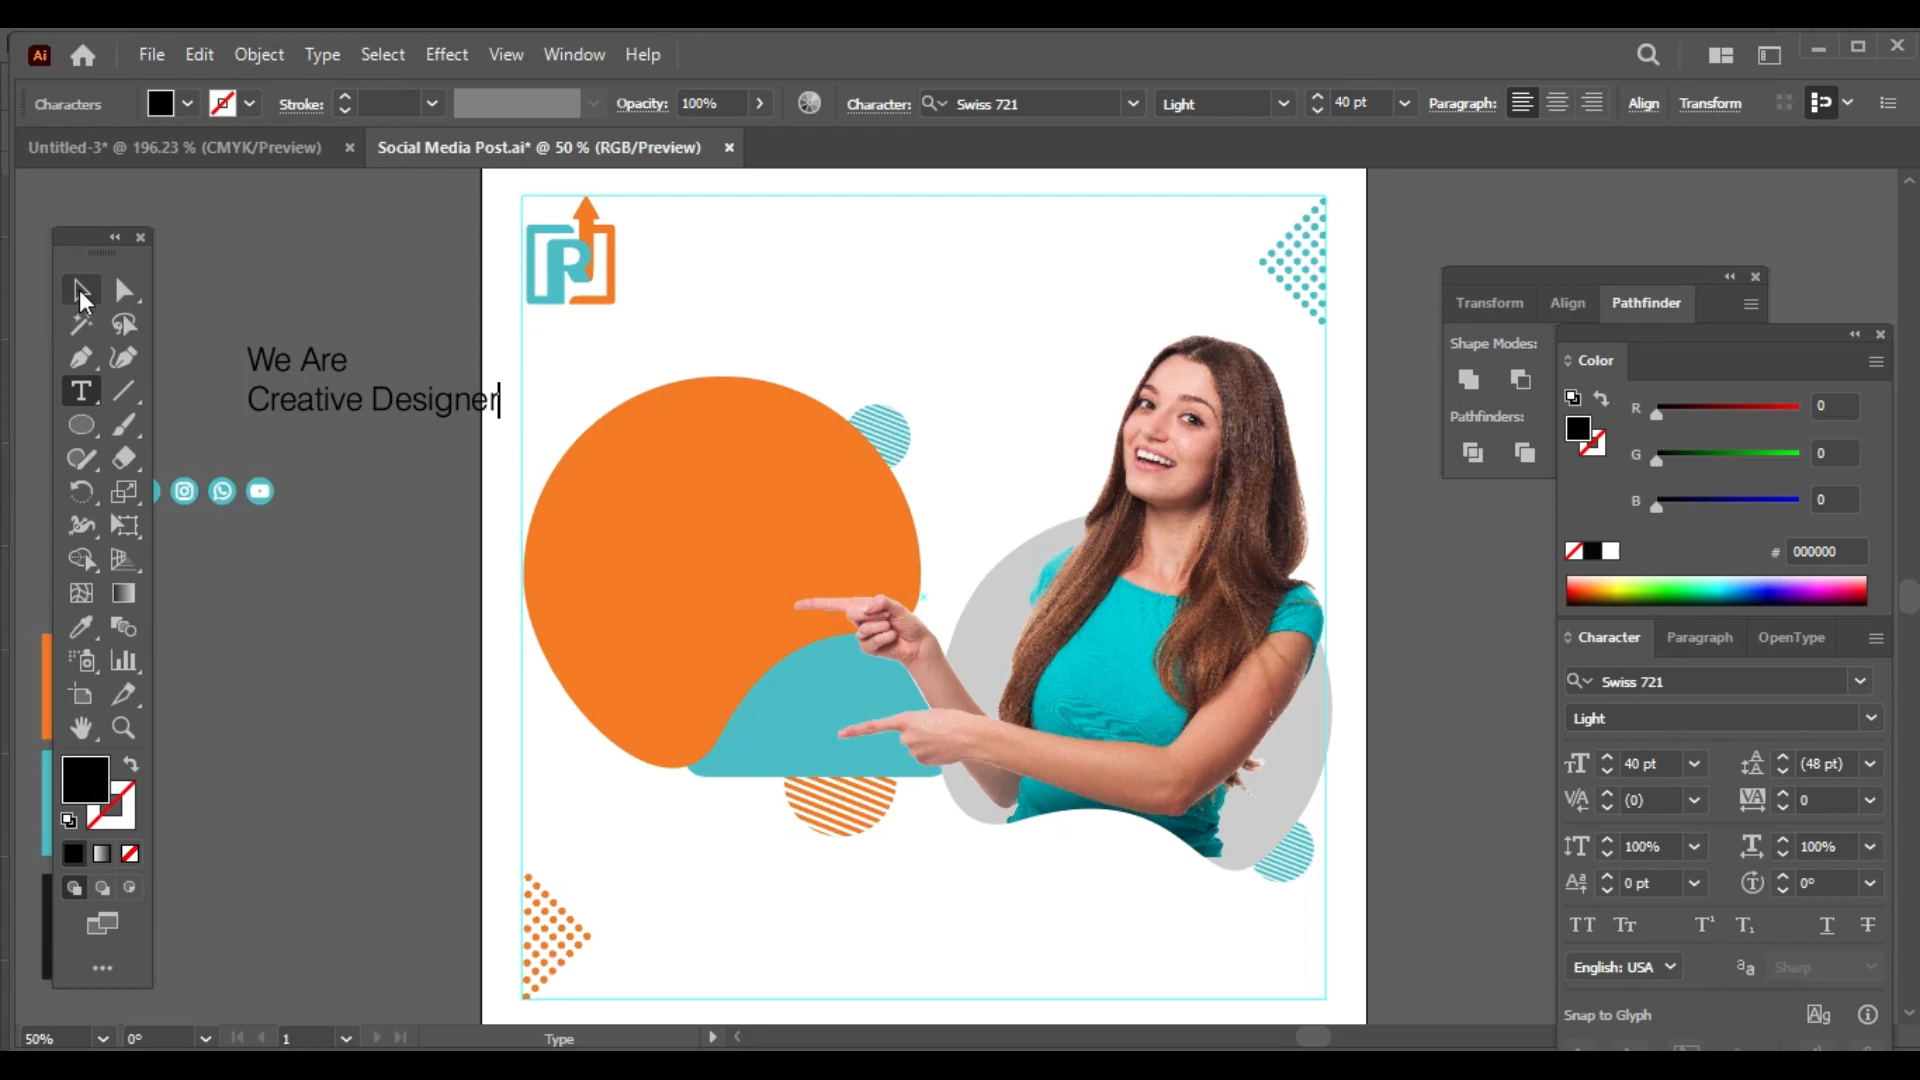 Ai File Edit Object Type Select Effect View Window Help
Characters Stroke: Opacity: 100% Character: Swiss 721 Light 40 pt Paragraph: Align Transform
Untitled-3* @ 196.23 % (CMYK/Preview) × Social Media Post.ai* @ 50 % (RGB/Preview) ×
R
Transform Align Pathfinder
Shape Modes:
Pathfinders:
Color
R 0
G 0
B 0
# 000000
We Are
Creative Designer
Character Paragraph OpenType
Swiss 721
Light
40 pt (48 pt)
(0) 0
100% 100%
0 pt 0°
English: USA Sharp
Snap to Glyph
50% 0° 1 Type